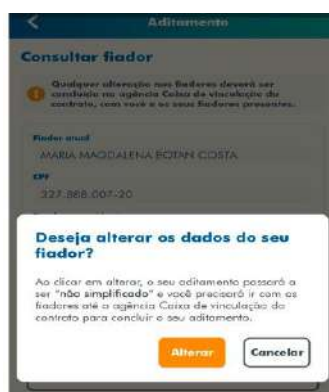 Aditamento
Consultar fiador
Qualquer alteração nos fiadores deverá ser
concluída na agência Caixa de vinculação do
contrato, com você e os seus fiadores presentes.
Fiador atual
MARIA MAGDALENA BOTAN COSTA
CPF
327.868.007-20
Deseja alterar os dados do seu
fiador?
Ao clicar em alterar, o seu aditamento passará a
ser "não simplificado" e você precisará ir com os
fiadores até a agência Caixa de vinculação do
contrato para concluir o seu aditamento.
Alterar
Cancelar